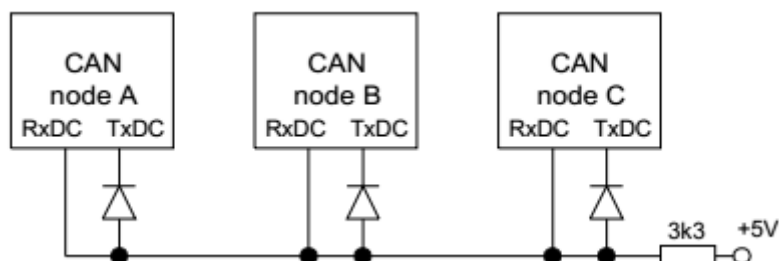 CAN
node A
RxDC TxDC
CAN
node B
RxDC TxDC
CAN
node C
RxDC TxDC
3k3 +5V